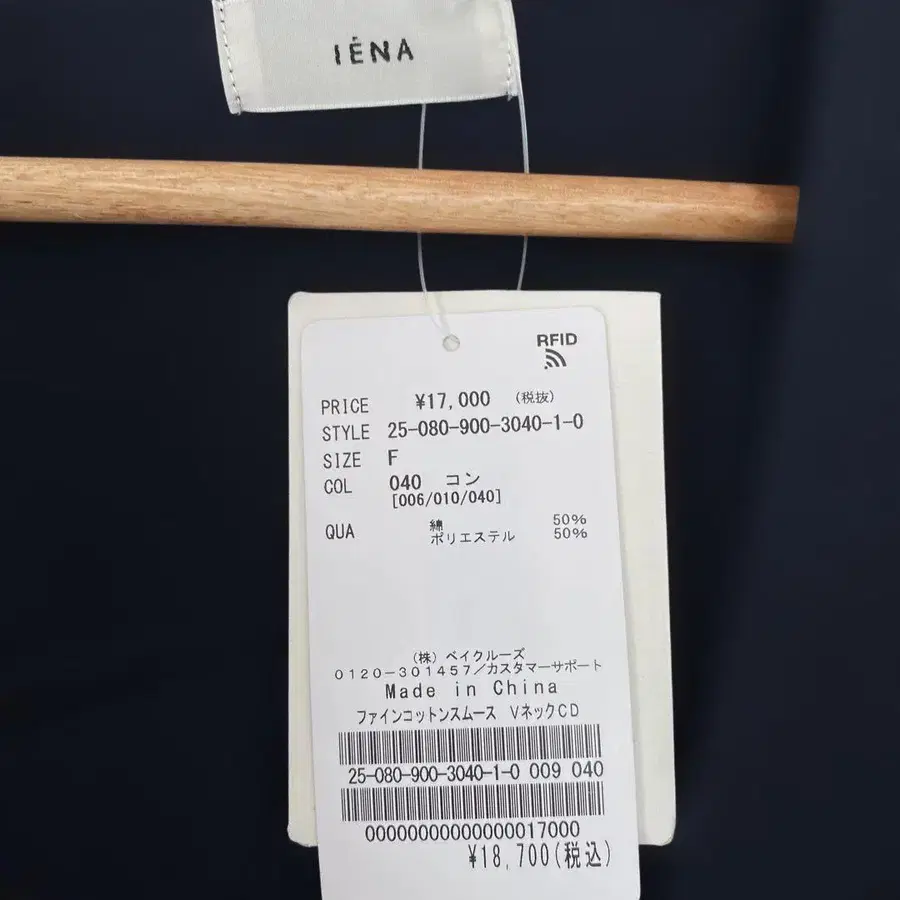 IÉNA
RFID
PRICE ¥17,000 (税抜)
STYLE 25-080-900-3040-1-0
SIZE F
COL 040 コン
[006/010/040]
QUA 綿 50%
ポリエステル 50%
(株)ベイクルーズ
0120-301457/カスタマーサポート
Made in China
ファインコットンスムース VネックCD
25-080-900-3040-1-0 009 040
00000000000000017000
¥18,700(税込)